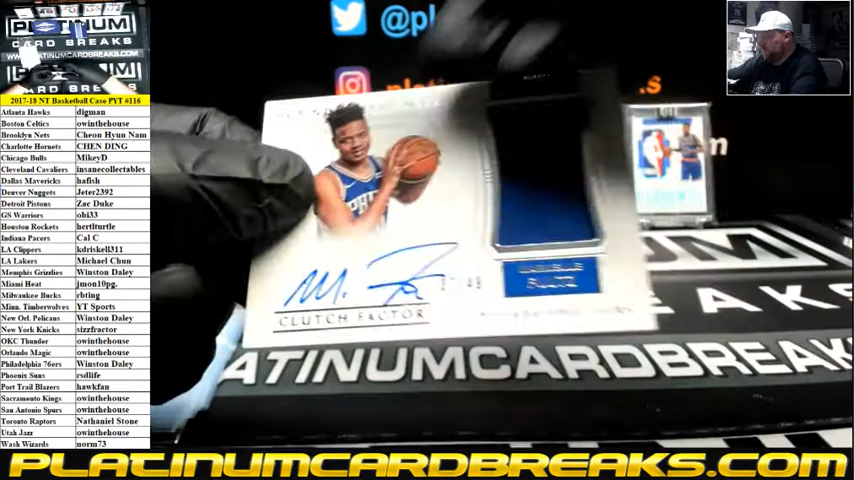 PLATINUM
CARD BREAKS
2017-18 NT Basketball Case PYT #116
Atlanta Hawks digman
Boston Celtics owinthehouse
Brooklyn Nets Cheon Hyun Nam
Charlotte Hornets CHEN DING
Chicago Bulls MikeyD
Cleveland Cavaliers insanecollectables
Dallas Mavericks hafish
Denver Nuggets Jeter2392
Detroit Pistons Zac Duke
GS Warriors obi33
Houston Rockets hertlturtle
Indiana Pacers Cal C
LA Clippers kdriskell311
LA Lakers Michael Chun
Memphis Grizzlies Winston Daley
Miami Heat jmon10pg.
Milwaukee Bucks rbting
Minn. Timberwolves YT Sports
New Orl. Pelicans Winston Daley
New York Knicks sizzfractor
OKC Thunder owinthehouse
Orlando Magic owinthehouse
Philadelphia 76ers Winston Daley
Phoenix Suns rsdlife
Port Trail Blazers hawkfan
Sacramento Kings owinthehouse
San Antonio Spurs owinthehouse
Toronto Raptors Nathaniel Stone
Utah Jazz owinthehouse
Wash Wizards norm73
@pl
CLUTCH FACTOR
LATINUMCARDBREAKS
PLATINUMCARDBREAKS.COM